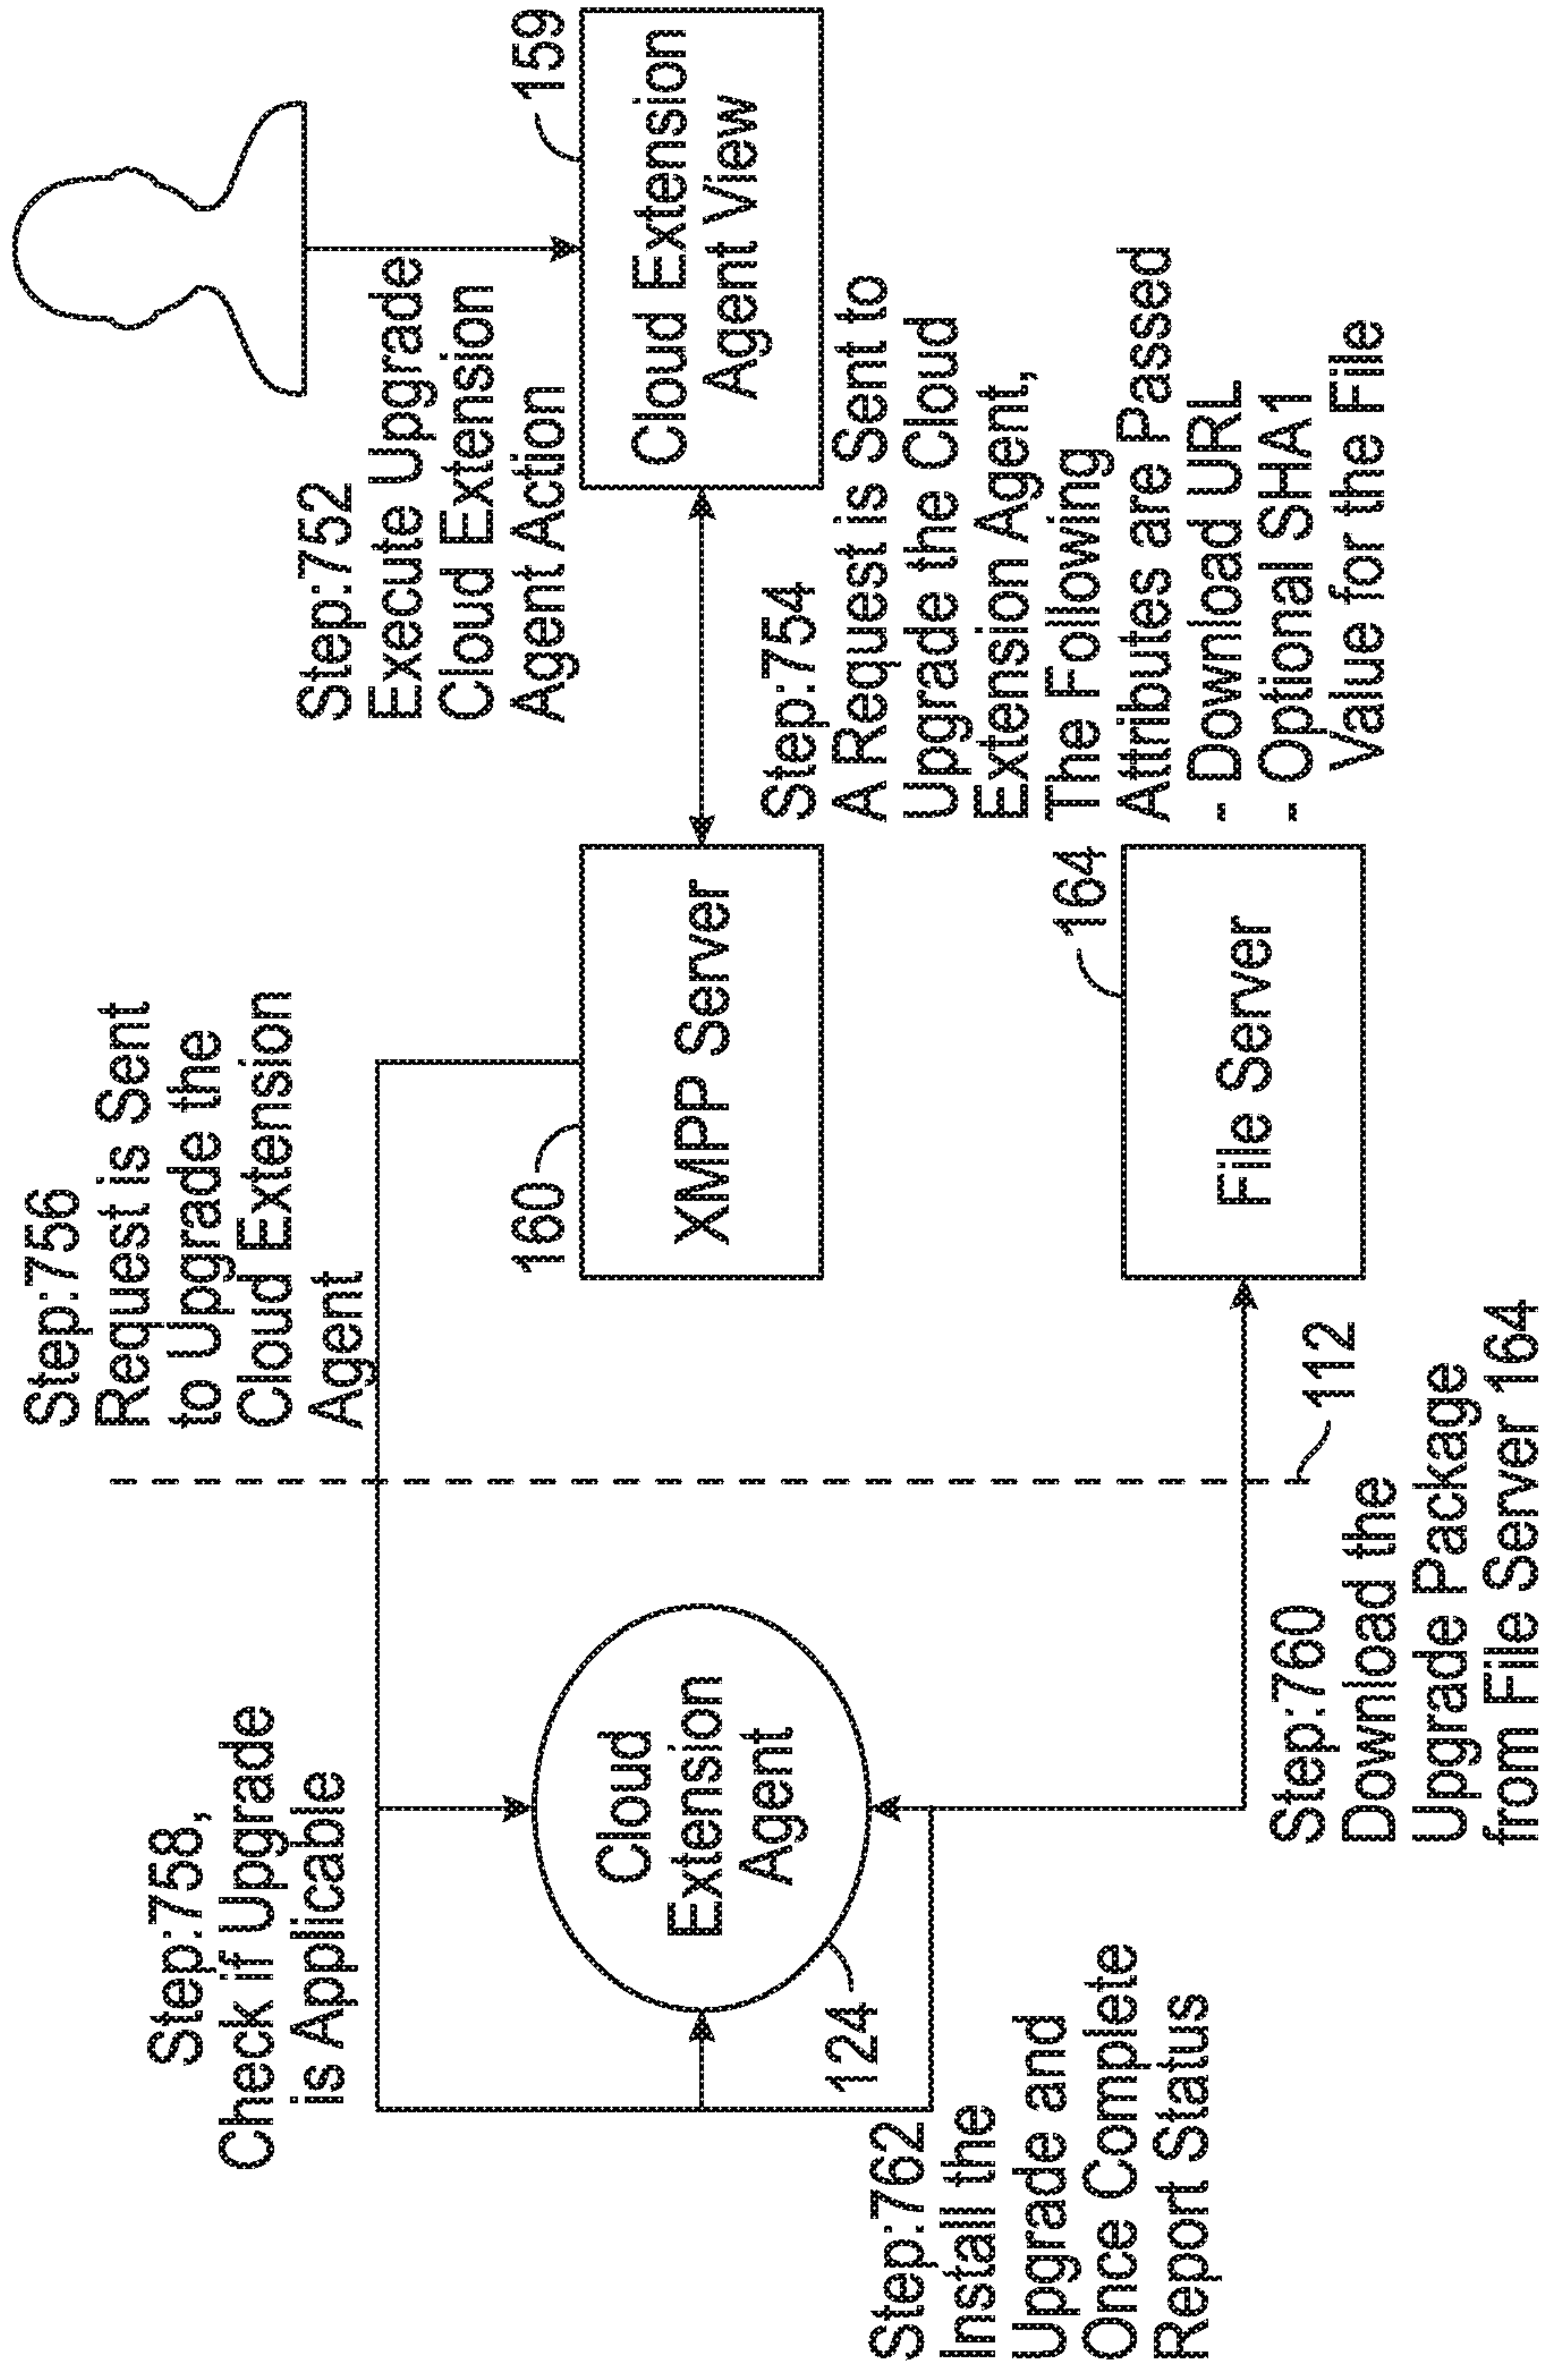 Step:756
Request is Sent
to Upgrade the
Cloud Extension
Agent
Step:758,
Check if Upgrade
is Applicable
Step:752
Execute Upgrade
Cloud Extension
Agent Action
159
Cloud Extension
Agent View
160
XMPP Server
Cloud
Extension
Agent
124
Step:754
A Request is Sent to
Upgrade the Cloud
Extension Agent,
The Following
Attributes are Passed
- Download URL
- Optional SHA1
Value for the File
164
File Server
Step:762
Install the
Upgrade and
Once Complete
Report Status
112
Step:760
Download the
Upgrade Package
from File Server 164